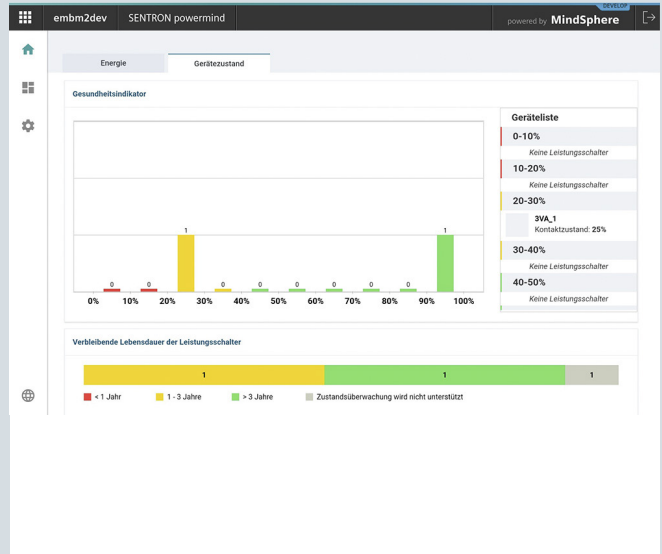 DEVELOP
embm2dev SENTRON powermind powered by MindSphere
Energie Gerätezustand
Gesundheitsindikator
1 1
0 0 0 0 0 0 0 0
0% 10% 20% 30% 40% 50% 60% 70% 80% 90% 100%
Geräteliste
0-10%
Keine Leistungsschalter
10-20%
Keine Leistungsschalter
20-30%
3VA_1
Kontaktzustand: 25%
30-40%
Keine Leistungsschalter
40-50%
Keine Leistungsschalter
Verbleibende Lebensdauer der Leistungsschalter
1 1 1
< 1 Jahr 1 - 3 Jahre > 3 Jahre Zustandsüberwachung wird nicht unterstützt